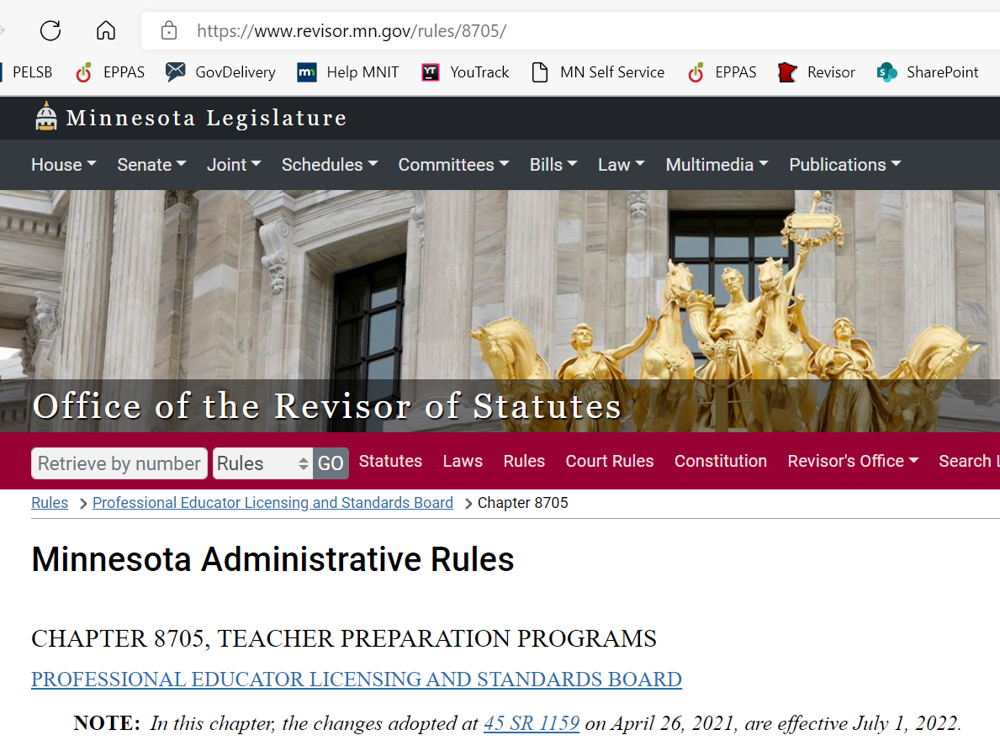 https://www.revisor.mn.gov/rules/8705/
PELSB EPPAS GovDelivery Help MNIT YouTrack MN Self Service EPPAS Revisor SharePoint
Minnesota Legislature
House Senate Joint Schedules Committees Bills Law Multimedia Publications
MINNESOTA
Office of the Revisor of Statutes
Retrieve by number Rules GO Statutes Laws Rules Court Rules Constitution Revisor's Office Search
Rules > Professional Educator Licensing and Standards Board > Chapter 8705
Minnesota Administrative Rules
CHAPTER 8705, TEACHER PREPARATION PROGRAMS
PROFESSIONAL EDUCATOR LICENSING AND STANDARDS BOARD
NOTE: In this chapter, the changes adopted at 45 SR 1159 on April 26, 2021, are effective July 1, 2022.